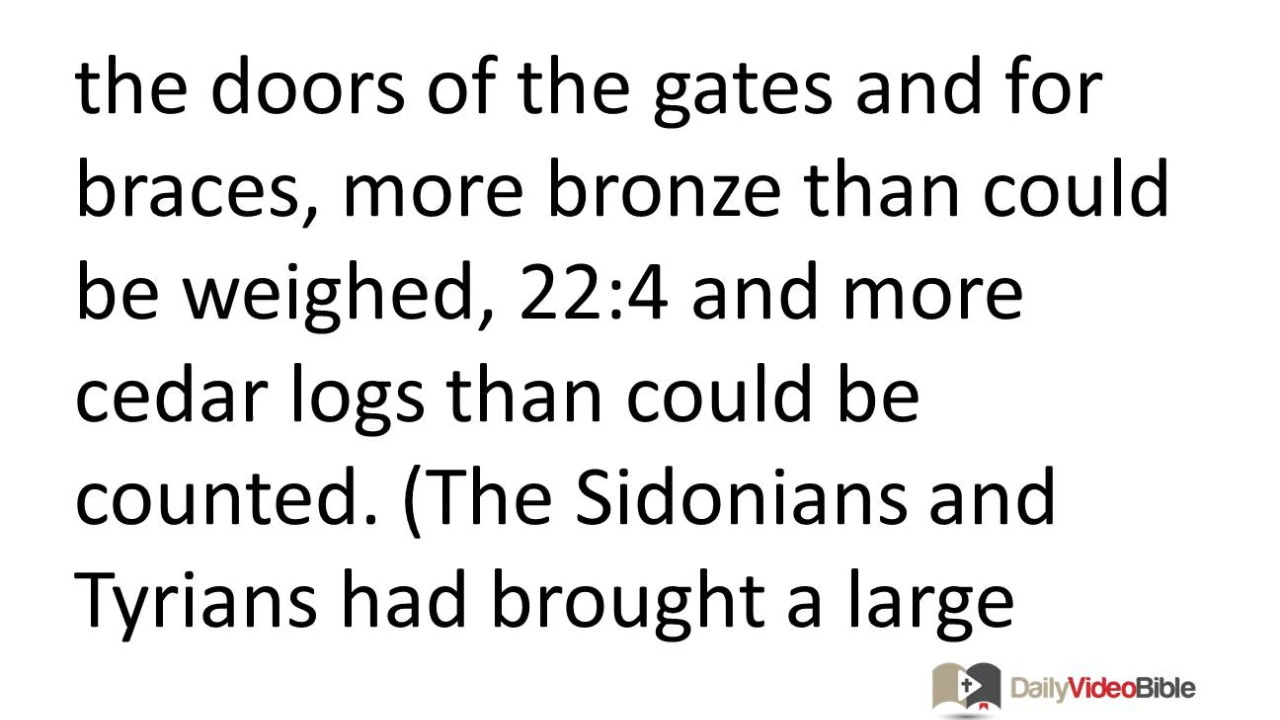 the doors of the gates and for
braces, more bronze than could
be weighed, 22:4 and more
cedar logs than could be
counted. (The Sidonians and
Tyrians had brought a large
DailyVideoBible